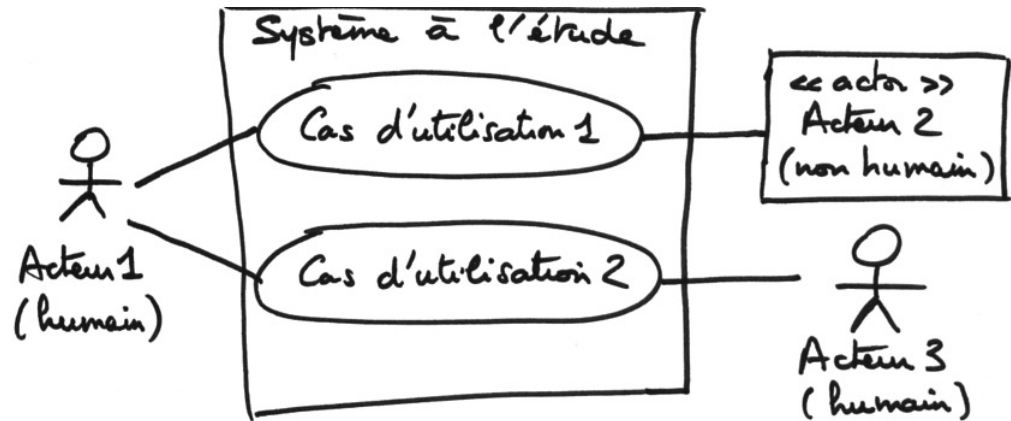 Système à l'étude
Cas d'utilisation 1
<< actor >>
Acteur 2
(non humain)
Acteur 1
(humain)
Cas d'utilisation 2
Acteur 3
(humain)